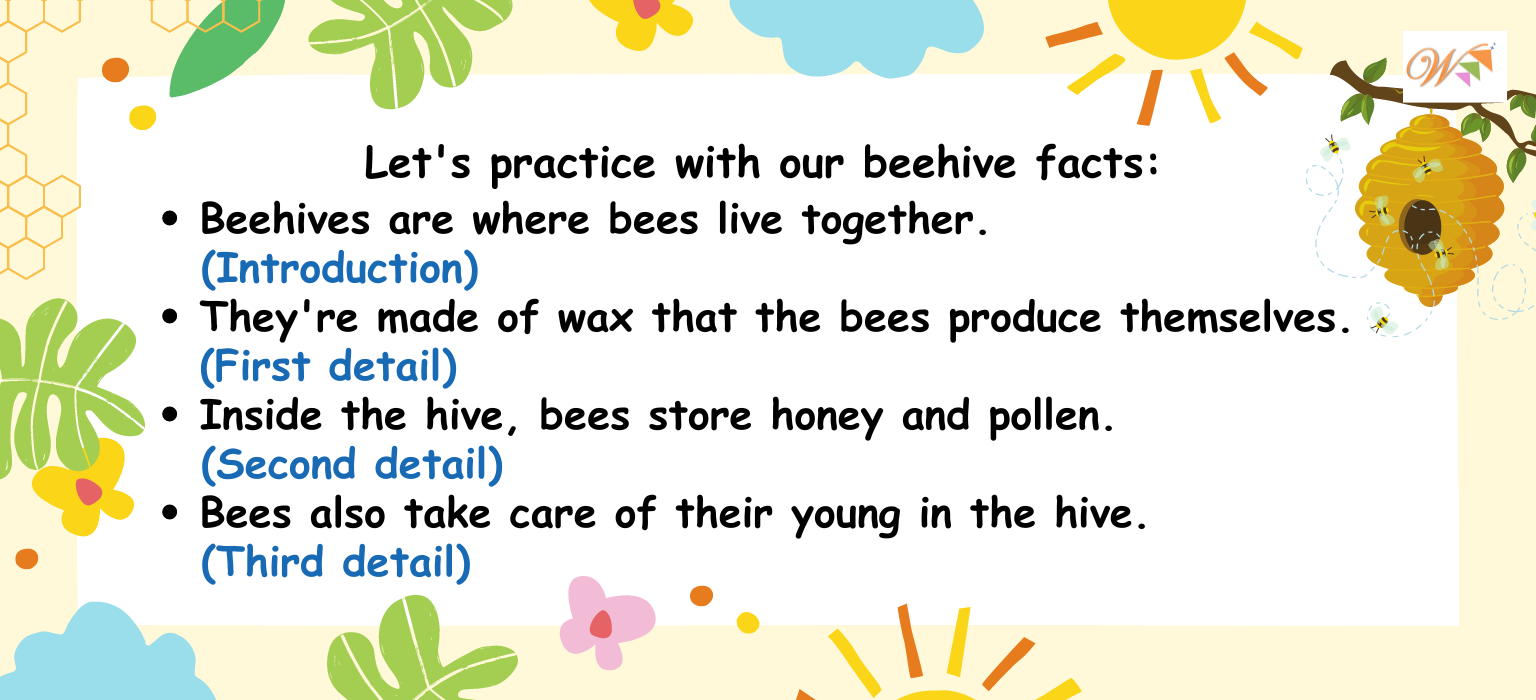 W
Let's practice with our beehive facts:
• Beehives are where bees live together.
(Introduction)
• They're made of wax that the bees produce themselves.
(First detail)
• Inside the hive, bees store honey and pollen.
(Second detail)
• Bees also take care of their young in the hive.
(Third detail)